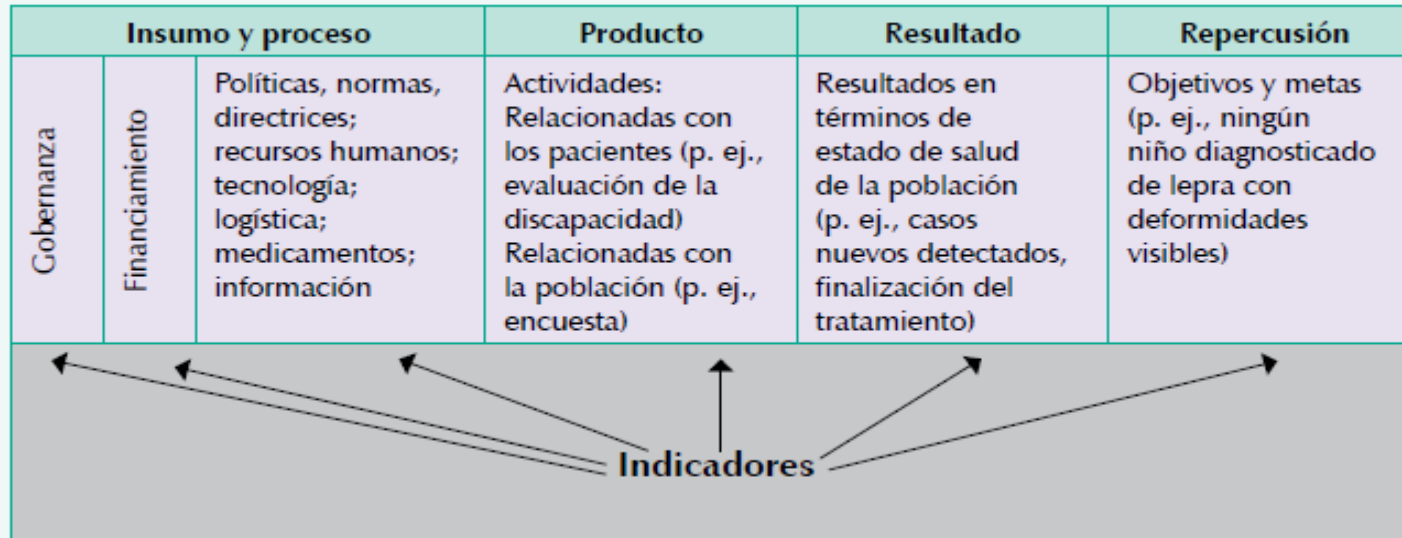 Insumo y proceso
Producto
Resultado
Repercusión
Gobernanza
Financiamiento
Políticas, normas,
directrices;
recursos humanos;
tecnología;
logística;
medicamentos;
información
Actividades:
Relacionadas con
los pacientes (p. ej.,
evaluación de la
discapacidad)
Relacionadas con
la población (p. ej.,
encuesta)
Resultados en
términos de
estado de salud
de la población
(p. ej., casos
nuevos detectados,
finalización del
tratamiento)
Objetivos y metas
(p. ej., ningún
niño diagnosticado
de lepra con
deformidades
visibles)
Indicadores